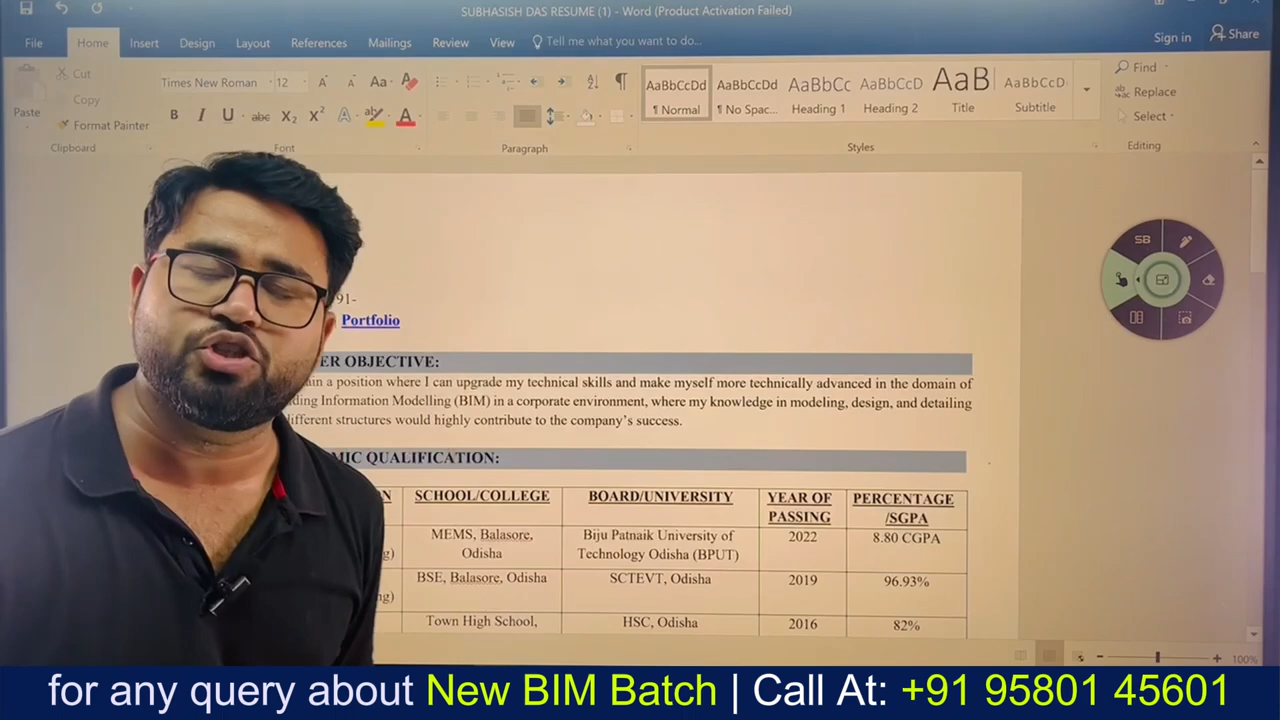 SUBHASISH DAS RESUME (1) - Word (Product Activation Failed)
File Home Insert Design Layout References Mailings Review View Tell me what you want to do... Sign in Share
Cut
Copy
Paste
Format Painter
Clipboard
Times New Roman 12
Font
Paragraph
AaBbCcDd AaBbCcDd AaBbCc AaBbCcD AaB AaBbCcD
¶ Normal ¶ No Spac... Heading 1 Heading 2 Title Subtitle
Styles
Find
Replace
Select
Editing
SB
91-
Portfolio
ER OBJECTIVE:
ain a position where I can upgrade my technical skills and make myself more technically advanced in the domain of
ding Information Modelling (BIM) in a corporate environment, where my knowledge in modeling, design, and detailing
ifferent structures would highly contribute to the company's success.
MIC QUALIFICATION:
N SCHOOL/COLLEGE BOARD/UNIVERSITY YEAR OF PASSING PERCENTAGE /SGPA
g) MEMS, Balasore, Odisha Biju Patnaik University of Technology Odisha (BPUT) 2022 8.80 CGPA
ng) BSE, Balasore, Odisha SCTEVT, Odisha 2019 96.93%
Town High School, HSC, Odisha 2016 82%
100%
for any query about New BIM Batch | Call At: +91 95801 45601